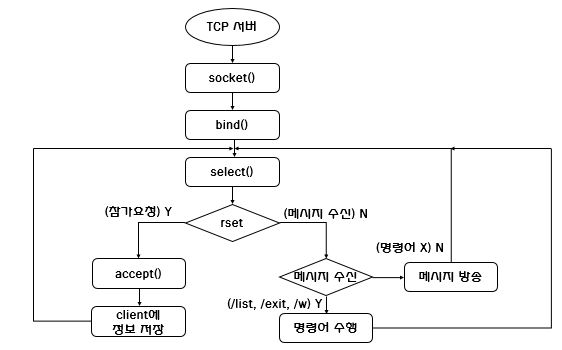 TCP 서버
socket()
bind()
select()
(참가요청) Y
rset
(메시지 수신) N
(명령어 X) N
accept()
메시지 수신
메시지 방송
(/list, /exit, /w) Y
client에
정보 저장
명령어 수행